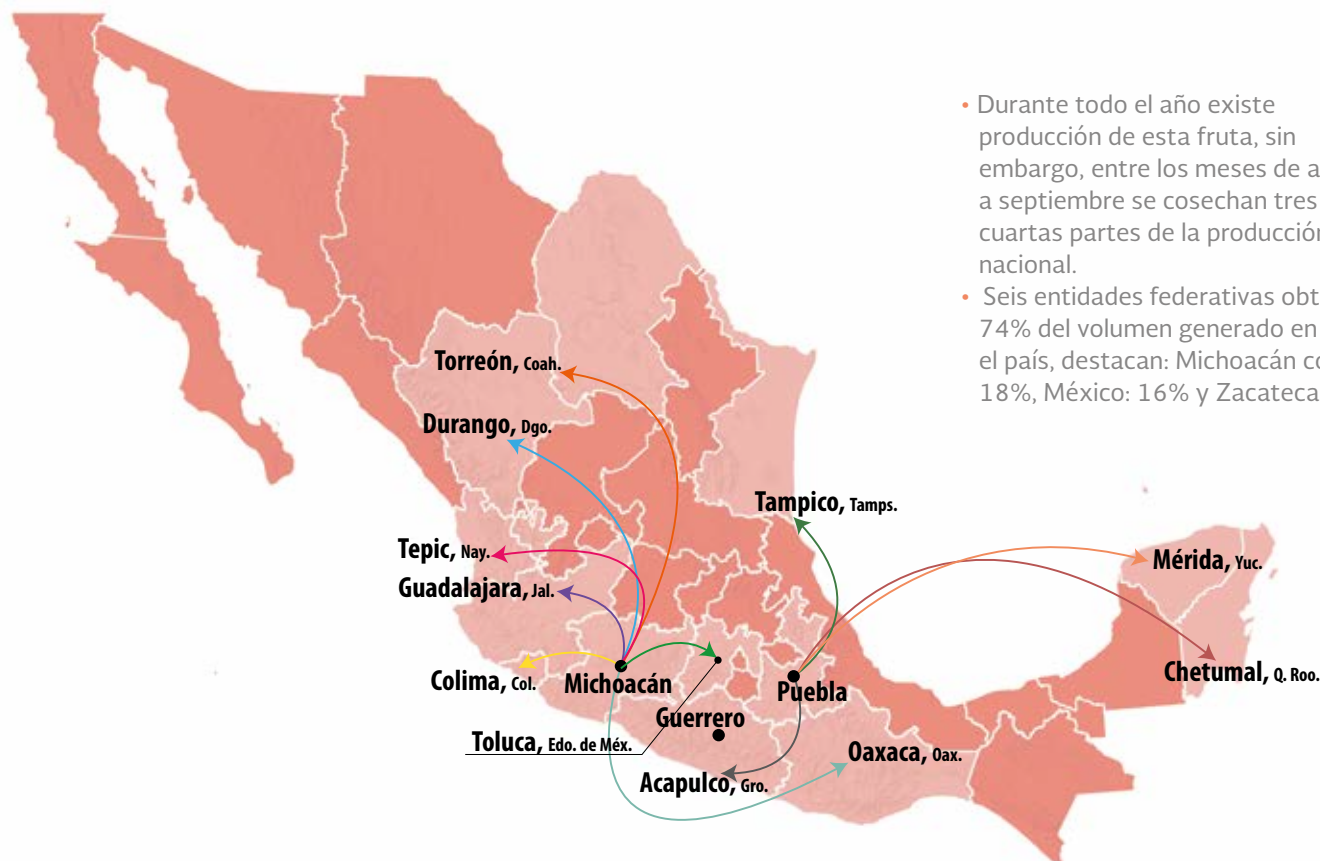 • Durante todo el año existe
producción de esta fruta, sin
embargo, entre los meses de
a septiembre se cosechan tres
cuartas partes de la producción
nacional.
• Seis entidades federativas
74% del volumen generado en
el país, destacan: Michoacán
18%, México: 16% y
Torreón, Coah.
Durango, Dgo.
Tampico, Tamps.
Tepic, Nay.
Mérida, Yuc.
Guadalajara, Jal.
Chetumal, Q. Roo.
Colima, Col.
Michoacán
Puebla
Guerrero
Toluca, Edo. de Méx.
Oaxaca, Oax.
Acapulco, Gro.